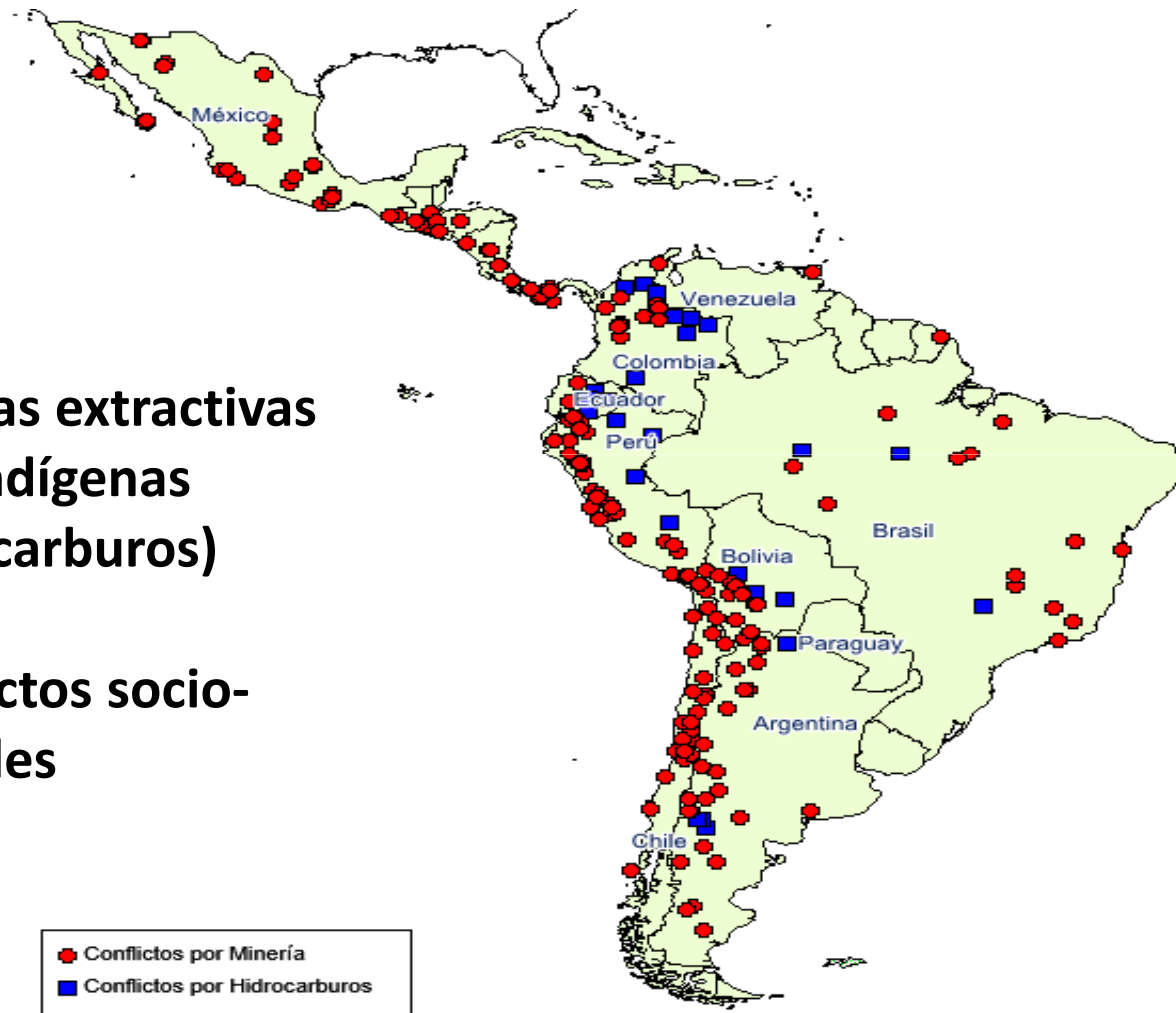 as extractivas
ndígenas
carburos)
ctos socio-
les
México
Venezuela
Colombia
Ecuador
Perú
Brasil
Bolivia
Paraguay
Argentina
Chile
Conflictos por Minería
Conflictos por Hidrocarburos